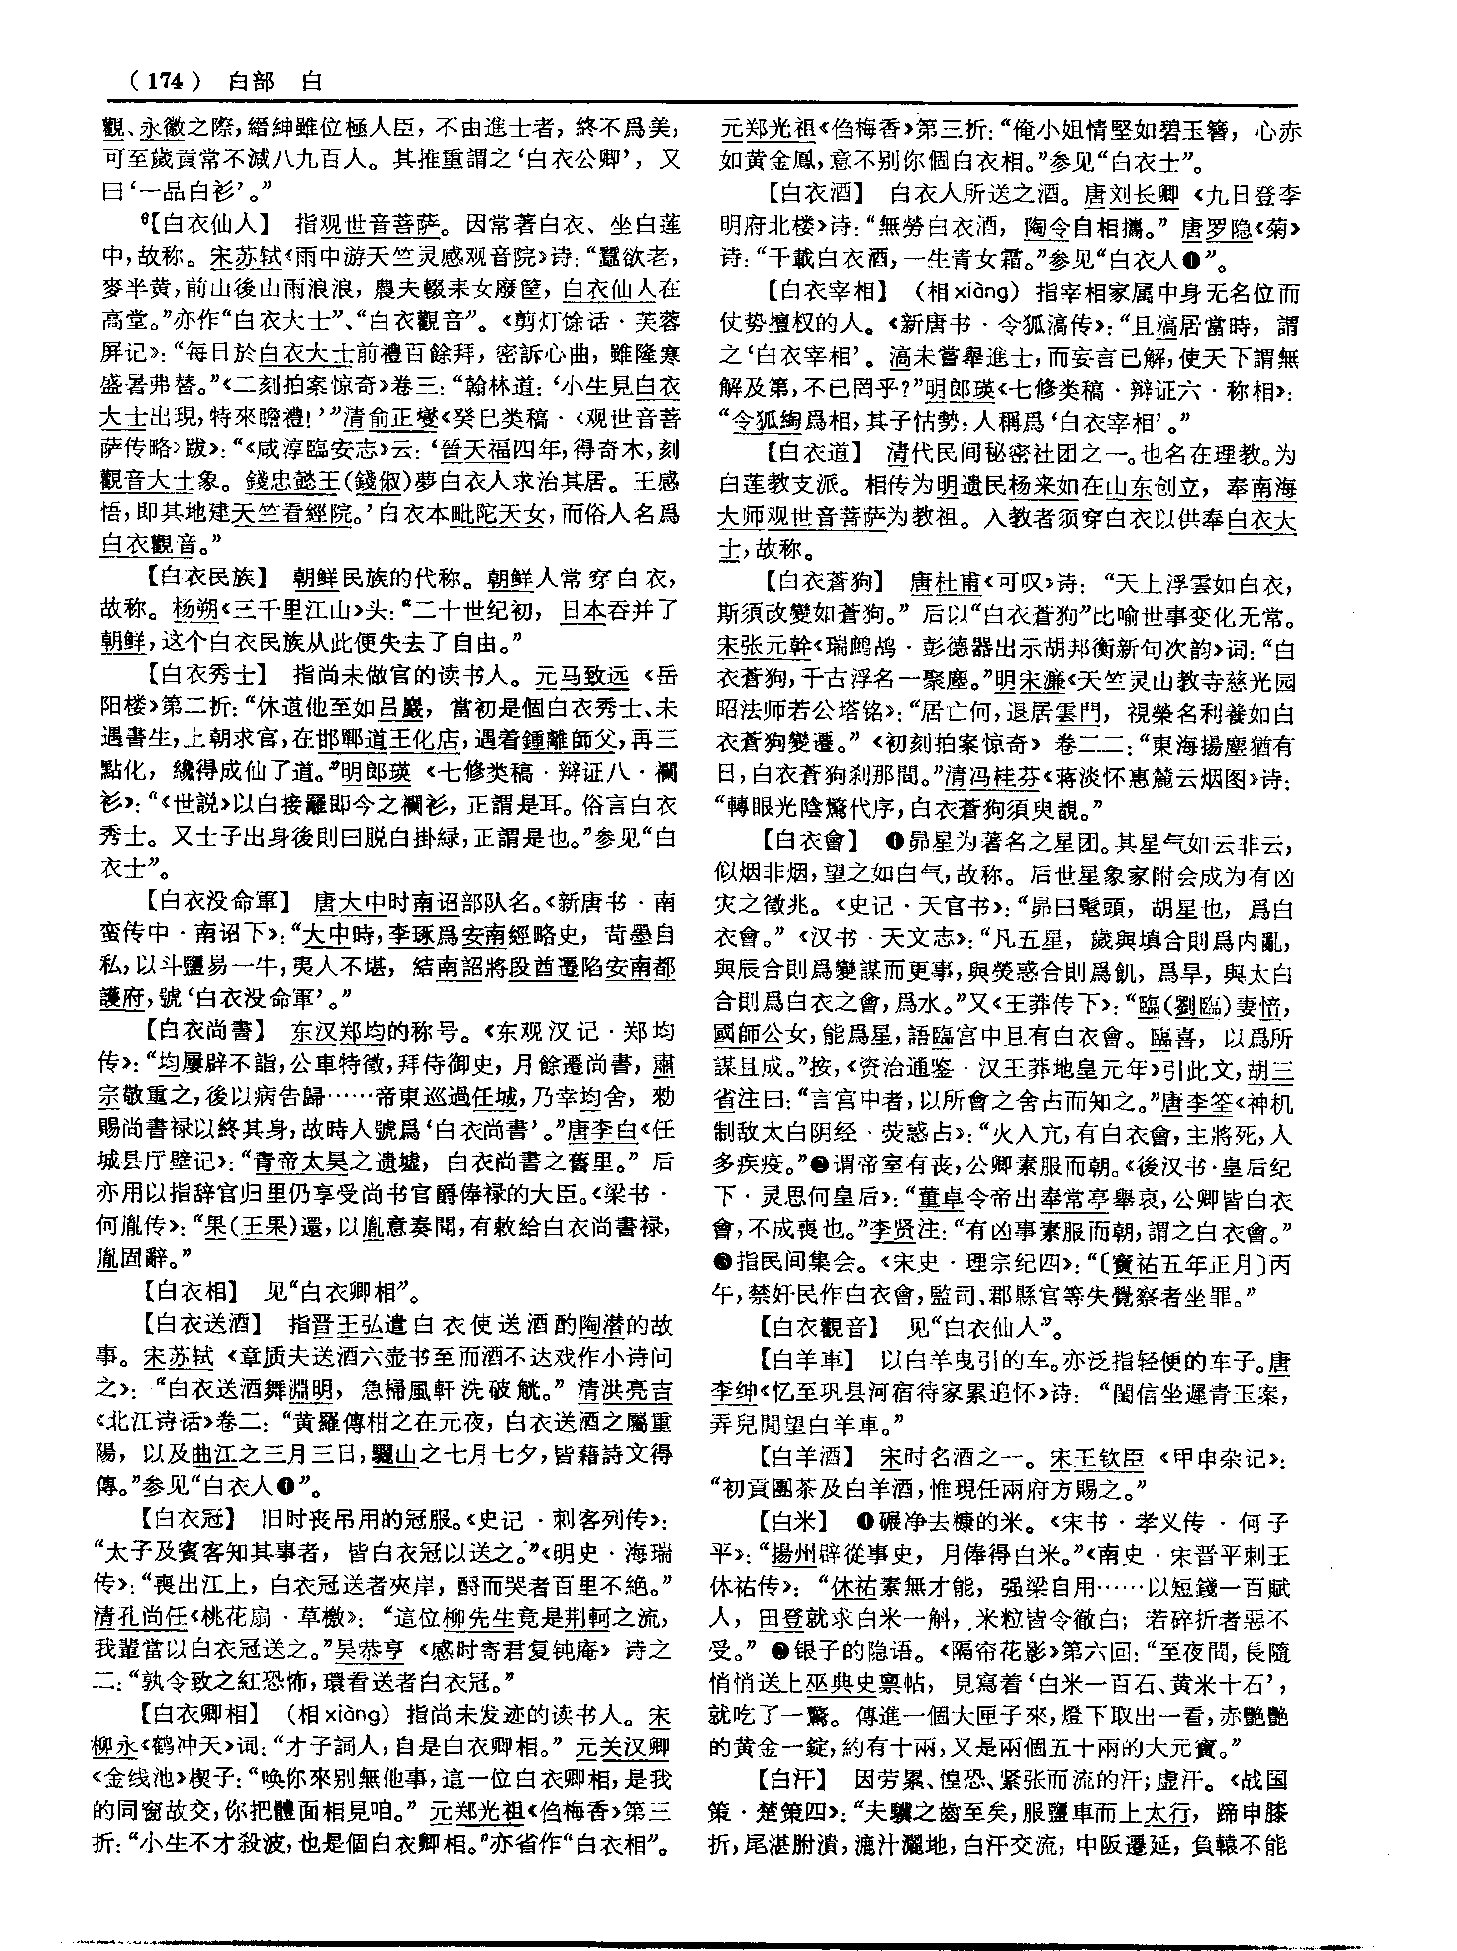 （174） 白部 白
觀、永徽之際，縉紳雖位極人臣，不由進士者，終不爲美，
可至歲貢常不減八九百人。其推重謂之‘白衣公卿’，又
曰‘一品白衫’。”
⁶【白衣仙人】 指观世音菩萨。因常著白衣、坐白莲
中，故称。宋苏轼《雨中游天竺灵感观音院》诗：“蠶欲老，
麥半黄，前山後山雨浪浪，農夫輟耒女廢筐，白衣仙人在
高堂。”亦作“白衣大士”、“白衣觀音”。《剪灯馀话·芙蓉
屏记》：“每日於白衣大士前禮百餘拜，密訴心曲，雖隆寒
盛暑弗替。”《二刻拍案惊奇》卷三：“翰林道：‘小生見白衣
大士出現，特來瞻禮！’”清俞正燮《癸巳类稿·〈观世音菩
萨传略〉跋》：“《咸淳臨安志》云：‘晉天福四年，得奇木，刻
觀音大士象。錢忠懿王(錢俶)夢白衣人求治其居。王感
悟，即其地建天竺看經院。’白衣本毗陀天女，而俗人名爲
白衣觀音。”
【白衣民族】 朝鲜民族的代称。朝鲜人常穿白衣，
故称。杨朔《三千里江山》头：“二十世纪初，日本吞并了
朝鲜，这个白衣民族从此便失去了自由。”
【白衣秀士】 指尚未做官的读书人。元马致远《岳
阳楼》第二折：“休道他至如吕巖，當初是個白衣秀士、未
遇書生，上朝求官，在邯鄲道王化店，遇着鍾離師父，再三
點化，纔得成仙了道。”明郎瑛《七修类稿·辩证八·襴
衫》：“《世説》以白接䍦即今之襴衫，正謂是耳。俗言白衣
秀士。又士子出身後則曰脱白掛緑，正謂是也。”参见“白
衣士”。
【白衣没命軍】 唐大中时南诏部队名。《新唐书·南
蛮传中·南诏下》：“大中時，李琢爲安南經略史，苛墨自
私，以斗鹽易一牛，夷人不堪，結南詔將段酋遷陷安南都
護府，號‘白衣没命軍’。”
【白衣尚書】 东汉郑均的称号。《东观汉记·郑均
传》：“均屢辟不詣，公車特徵，拜侍御史，月餘遷尚書，肅
宗敬重之，後以病告歸……帝東巡過任城，乃幸均舍，勑
賜尚書禄以終其身，故時人號爲‘白衣尚書’。”唐李白《任
城县厅壁记》：“青帝太昊之遗墟，白衣尚書之舊里。”后
亦用以指辞官归里仍享受尚书官爵俸禄的大臣。《梁书·
何胤传》：“果(王果)還，以胤意奏聞，有敕給白衣尚書禄，
胤固辭。”
【白衣相】 见“白衣卿相”。
【白衣送酒】 指晋王弘遣白衣使送酒酌陶潜的故
事。宋苏轼《章质夫送酒六壶书至而酒不达戏作小诗问
之》：“白衣送酒舞淵明，急掃風軒洗破觥。”清洪亮吉
《北江诗话》卷二：“黄羅傳柑之在元夜，白衣送酒之屬重
陽，以及曲江之三月三日，驪山之七月七夕，皆藉詩文得
傳。”参见“白衣人❶”。
【白衣冠】 旧时丧吊用的冠服。《史记·刺客列传》：
“太子及賓客知其事者，皆白衣冠以送之。”《明史·海瑞
传》：“喪出江上，白衣冠送者夾岸，酹而哭者百里不絶。”
清孔尚任《桃花扇·草檄》：“這位柳先生竟是荆軻之流，
我輩當以白衣冠送之。”吴恭亨《感时寄君复钝庵》诗之
二：“孰令致之紅恐怖，環看送者白衣冠。”
【白衣卿相】 （相xiàng）指尚未发迹的读书人。宋
柳永《鹤冲天》词：“才子詞人，自是白衣卿相。”元关汉卿
《金线池》楔子：“唤你來别無他事，這一位白衣卿相，是我
的同窗故交，你把體面相見咱。”元郑光祖《㑇梅香》第三
折：“小生不才殺波，也是個白衣卿相。”亦省作“白衣相”。
元郑光祖《㑇梅香》第三折：“俺小姐情堅如碧玉簪，心赤
如黄金鳳，意不别你個白衣相。”参见“白衣士”。
【白衣酒】 白衣人所送之酒。唐刘长卿《九日登李
明府北楼》诗：“無勞白衣酒，陶令自相攜。”唐罗隐《菊》
诗：“千載白衣酒，一生青女霜。”参见“白衣人❶”。
【白衣宰相】 （相xiàng）指宰相家属中身无名位而
仗势擅权的人。《新唐书·令狐滈传》：“且滈居當時，謂
之‘白衣宰相’。滈未嘗舉進士，而妄言已解，使天下謂無
解及第，不已罔乎？”明郎瑛《七修类稿·辩证六·称相》：
“令狐綯爲相，其子怙勢，人稱爲‘白衣宰相’。”
【白衣道】 清代民间秘密社团之一。也名在理教。为
白莲教支派。相传为明遗民杨来如在山东创立，奉南海
大师观世音菩萨为教祖。入教者须穿白衣以供奉白衣大
士，故称。
【白衣蒼狗】 唐杜甫《可叹》诗：“天上浮雲如白衣，
斯須改變如蒼狗。”后以“白衣蒼狗”比喻世事变化无常。
宋张元幹《瑞鹧鸪·彭德器出示胡邦衡新句次韵》词：“白
衣蒼狗，千古浮名一聚塵。”明宋濂《天竺灵山教寺慈光园
昭法师若公塔铭》：“居亡何，退居雲門，視榮名利養如白
衣蒼狗變遷。”《初刻拍案惊奇》卷二二：“東海揚塵猶有
日，白衣蒼狗刹那間。”清冯桂芬《蒋淡怀惠麓云烟图》诗：
“轉眼光陰驚代序，白衣蒼狗須臾覩。”
【白衣會】 ❶昴星为著名之星团。其星气如云非云，
似烟非烟，望之如白气，故称。后世星象家附会成为有凶
灾之徵兆。《史记·天官书》：“昴曰髦頭，胡星也，爲白
衣會。”《汉书·天文志》：“凡五星，歲與填合則爲内亂，
與辰合則爲變謀而更事，與熒惑合則爲飢，爲旱，與太白
合則爲白衣之會，爲水。”又《王莽传下》：“臨(劉臨)妻愔，
國師公女，能爲星，語臨宫中且有白衣會。臨喜，以爲所
謀且成。”按，《资治通鉴·汉王莽地皇元年》引此文，胡三
省注曰：“言宫中者，以所會之舍占而知之。”唐李筌《神机
制敌太白阴经·荧惑占》：“火入亢，有白衣會，主將死，人
多疾疫。”❷谓帝室有丧，公卿素服而朝。《後汉书·皇后纪
下·灵思何皇后》：“董卓令帝出奉常亭舉哀，公卿皆白衣
會，不成喪也。”李贤注：“有凶事素服而朝，謂之白衣會。”
❸指民间集会。《宋史·理宗纪四》：“〔寶祐五年正月〕丙
午，禁奸民作白衣會，監司、郡縣官等失覺察者坐罪。”
【白衣觀音】 见“白衣仙人”。
【白羊車】 以白羊曳引的车。亦泛指轻便的车子。唐
李绅《忆至巩县河宿待家累追怀》诗：“閨信坐遲青玉案，
弄兒閒望白羊車。”
【白羊酒】 宋时名酒之一。宋王钦臣《甲申杂记》：
“初貢團茶及白羊酒，惟現任兩府方賜之。”
【白米】 ❶碾净去糠的米。《宋书·孝义传·何子
平》：“揚州辟從事史，月俸得白米。”《南史·宋晋平刺王
休祐传》：“休祐素無才能，强梁自用……以短錢一百賦
人，田登就求白米一斛，米粒皆令徹白；若碎折者悉不
受。”❷银子的隐语。《隔帘花影》第六回：“至夜間，長隨
悄悄送上巫典史禀帖，見寫着‘白米一百石、黄米十石’，
就吃了一驚。傳進一個大匣子來，燈下取出一看，赤艷艷
的黄金一錠，約有十兩，又是兩個五十兩的大元寶。”
【白汗】 因劳累、惶恐、紧张而流的汗；虚汗。《战国
策·楚策四》：“夫驥之齒至矣，服鹽車而上太行，蹄申膝
折，尾湛胕潰，漉汁灑地，白汗交流，中阪遷延，負轅不能